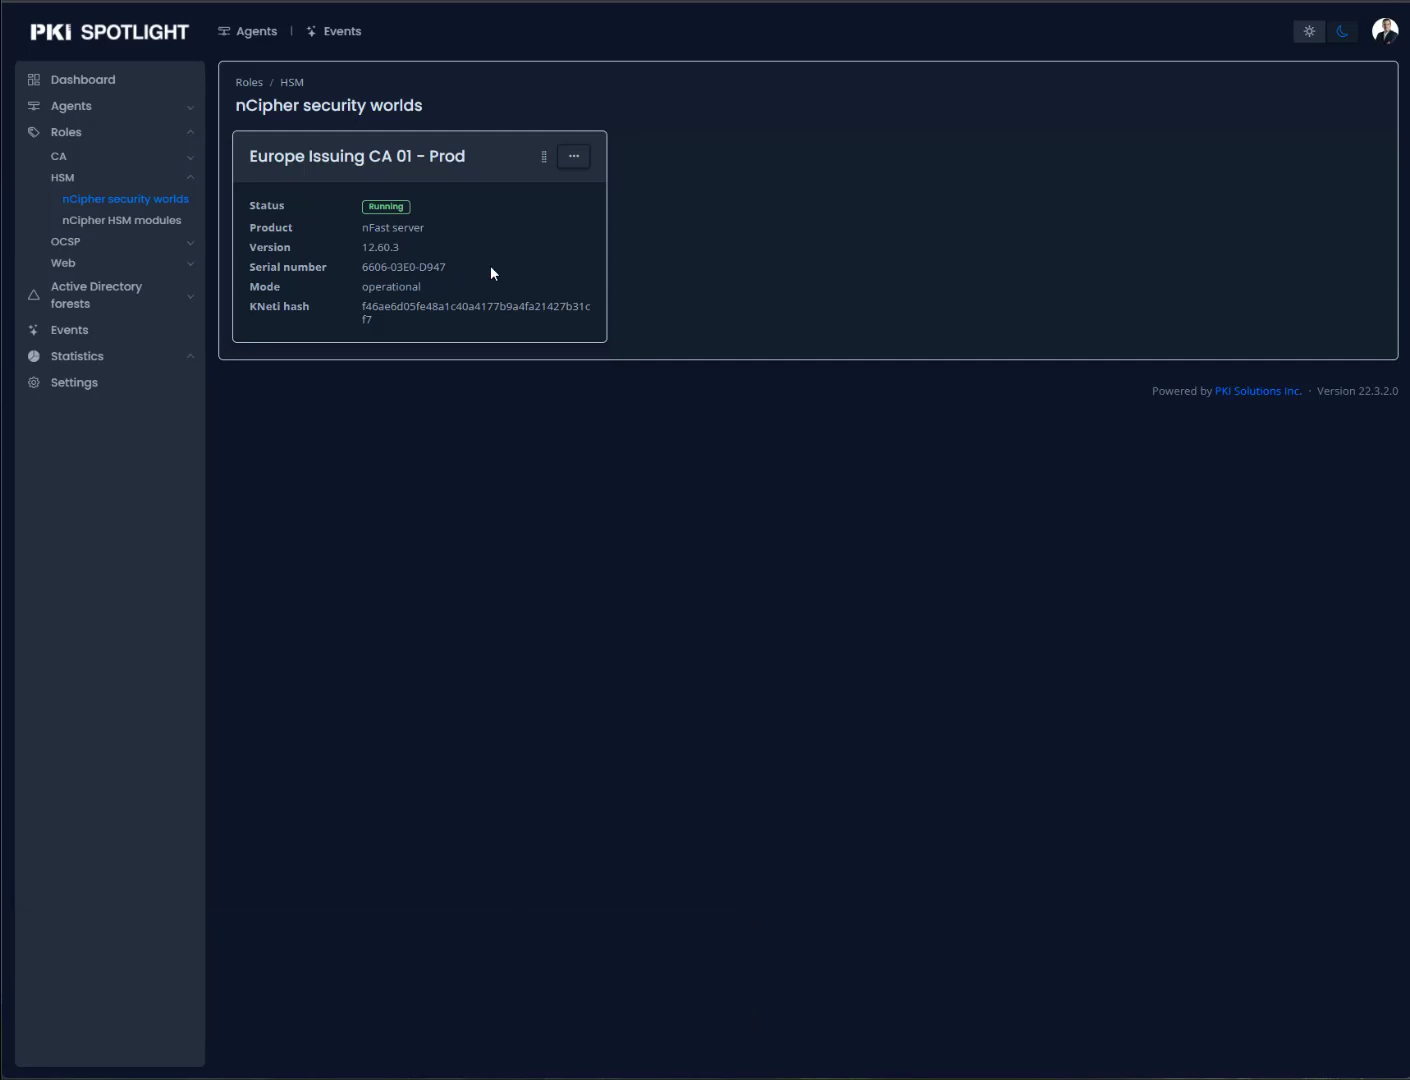 PKI SPOTLIGHT
Agents | Events
Dashboard
Agents
Roles
CA
HSM
nCipher security worlds
nCipher HSM modules
OCSP
Web
Active Directory
forests
Events
Statistics
Settings
Roles / HSM
nCipher security worlds
Europe Issuing CA 01 - Prod
Status Running
Product nFast server
Version 12.60.3
Serial number 6606-03E0-D947
Mode operational
KNeti hash f46ae6d05fe48a1c40a4177b9a4fa21427b31c
f7
Powered by PKI Solutions Inc. · Version 22.3.2.0